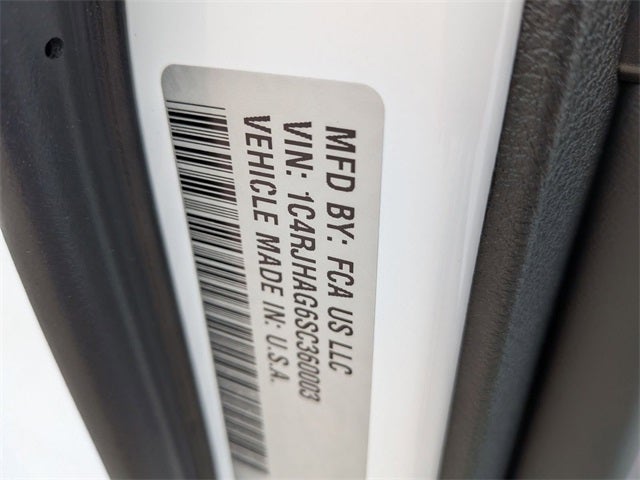 MFD BY: FCA US LLC
VIN: 1C4RJHAG6SC360003
VEHICLE MADE IN: U.S.A.